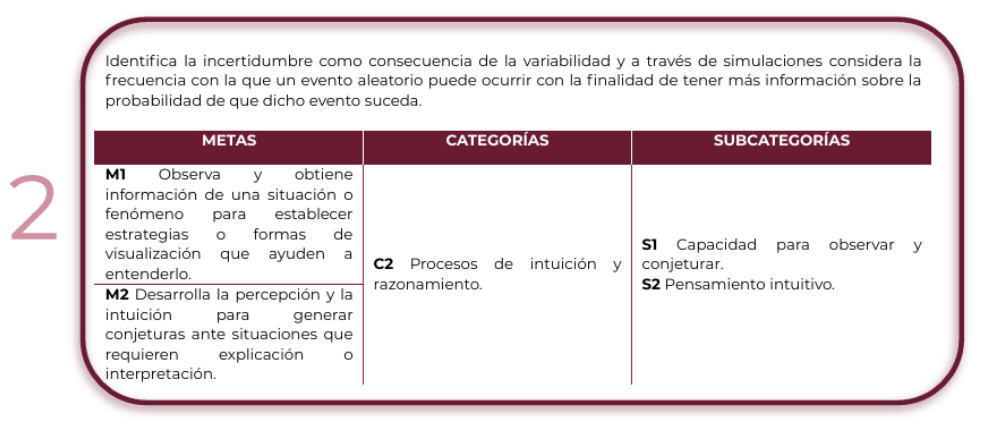 2
Identifica la incertidumbre como consecuencia de la variabilidad y a través de simulaciones considera la
frecuencia con la que un evento aleatorio puede ocurrir con la finalidad de tener más información sobre la
probabilidad de que dicho evento suceda.
METAS
CATEGORÍAS
SUBCATEGORÍAS
M1 Observa y obtiene
información de una situación o
fenómeno para establecer
estrategias o formas de
visualización que ayuden a
entenderlo.
M2 Desarrolla la percepción y la
intuición para generar
conjeturas ante situaciones que
requieren explicación o
interpretación.
C2 Procesos de intuición y
razonamiento.
S1 Capacidad para observar y
conjeturar.
S2 Pensamiento intuitivo.